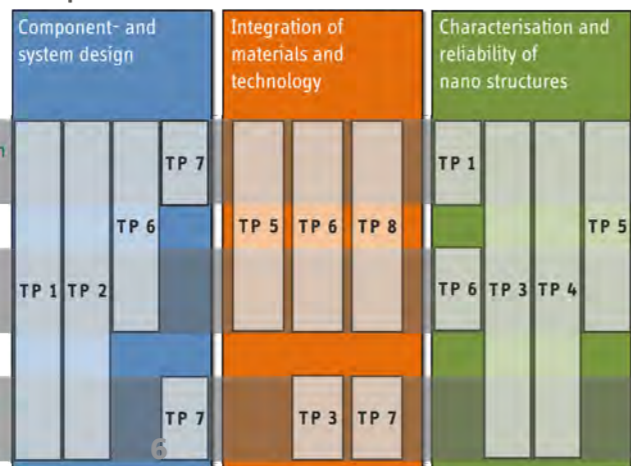 Component- and
system design
Integration of
materials and
technology
Characterisation and
reliability of
nano structures
TP 7
TP 1
TP 6
TP 5
TP 6
TP 8
TP 5
TP 1
TP 2
TP 6
TP 3
TP 4
TP 7
TP 3
TP 7
6